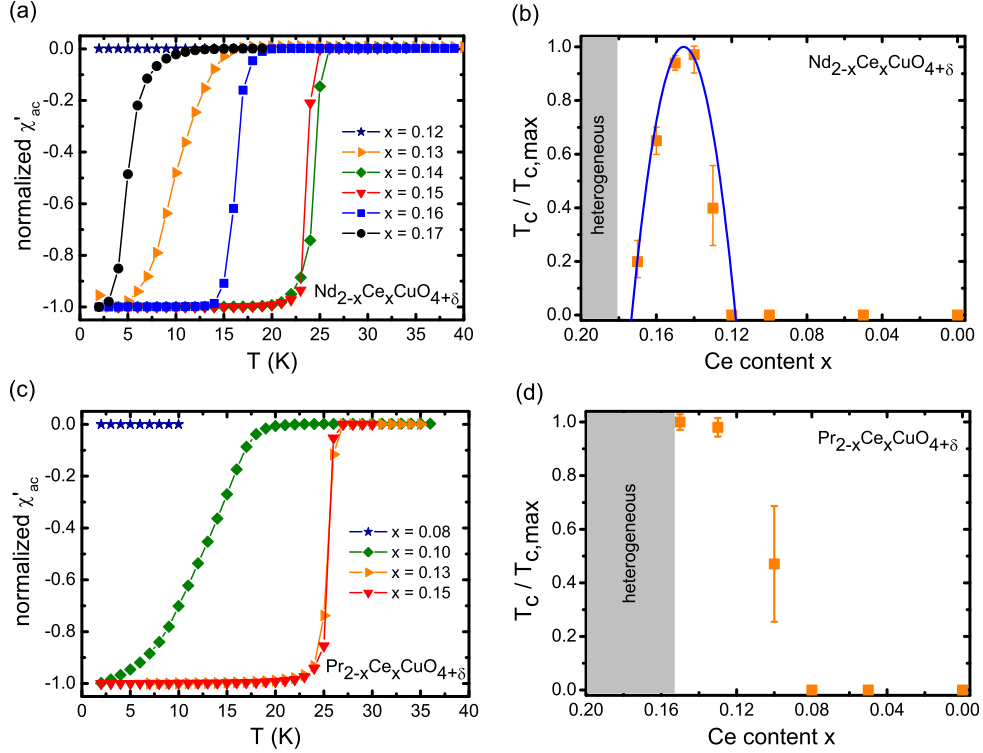 (a)
0.0
-0.2
-0.4
-0.6
-0.8
-1.0
0 5 10 15 20 25 30 35 40
normalized χ'ac
T (K)
x = 0.12
x = 0.13
x = 0.14
x = 0.15
x = 0.16
x = 0.17
Nd2-xCexCuO4+δ
(b)
1.0
0.8
0.6
0.4
0.2
0.0
0.20 0.16 0.12 0.08 0.04 0.00
TC / TC,max
Ce content x
heterogeneous
Nd2-xCexCuO4+δ
(c)
0.0
-0.2
-0.4
-0.6
-0.8
-1.0
0 5 10 15 20 25 30 35 40
normalized χ'ac
T (K)
x = 0.08
x = 0.10
x = 0.13
x = 0.15
Pr2-xCexCuO4+δ
(d)
1.0
0.8
0.6
0.4
0.2
0.0
0.20 0.16 0.12 0.08 0.04 0.00
TC / TC,max
Ce content x
heterogeneous
Pr2-xCexCuO4+δ